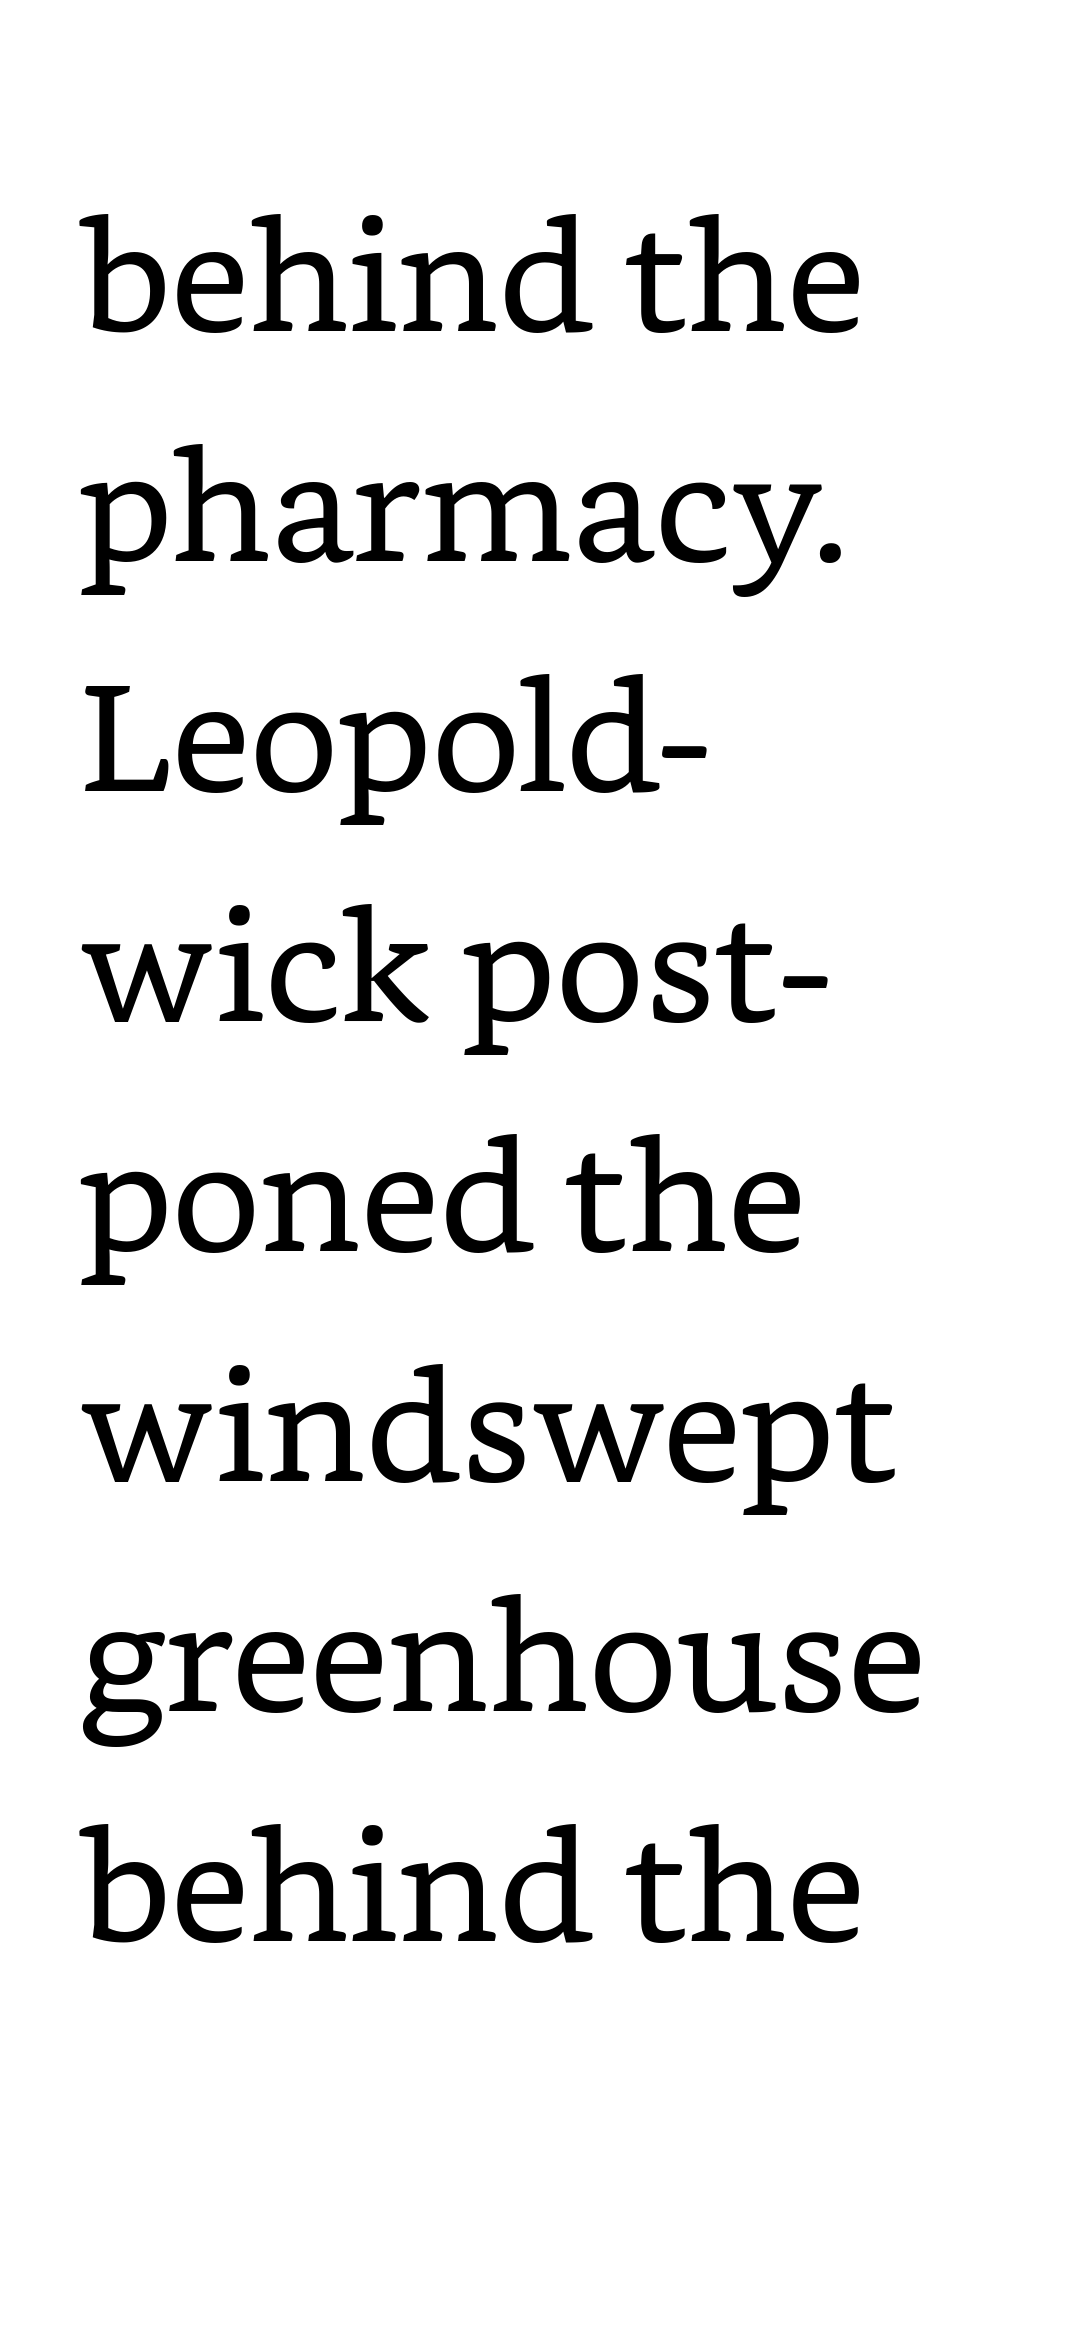 behind the
pharmacy.
Leopold-
wick post-
poned the
windswept
greenhouse
behind the